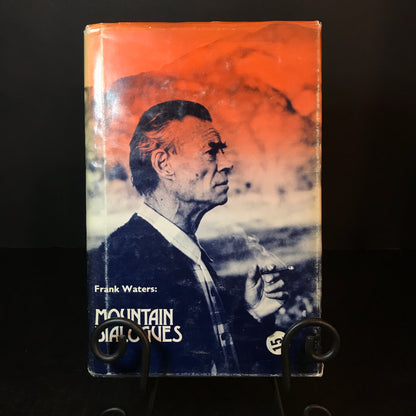 Frank Waters:
MOUNTAIN
DIALOGUES
15